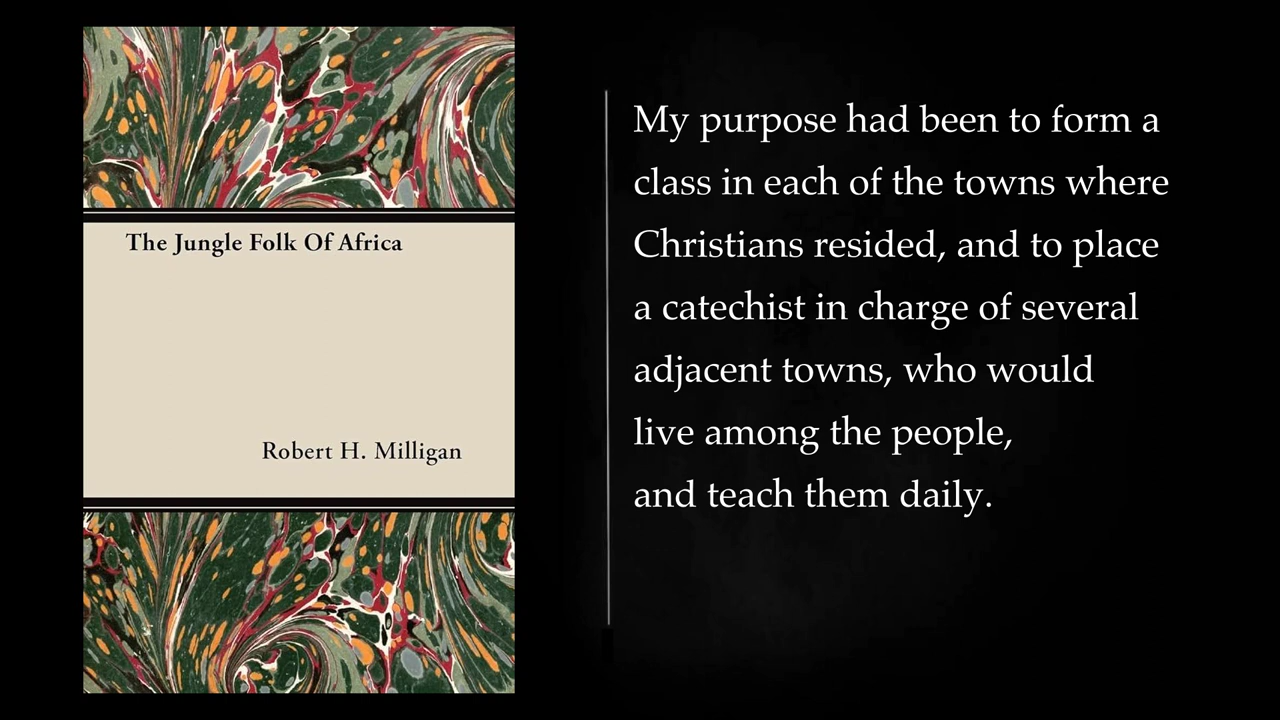 The Jungle Folk Of Africa
Robert H. Milligan
My purpose had been to form a
class in each of the towns where
Christians resided, and to place
a catechist in charge of several
adjacent towns, who would
live among the people,
and teach them daily.